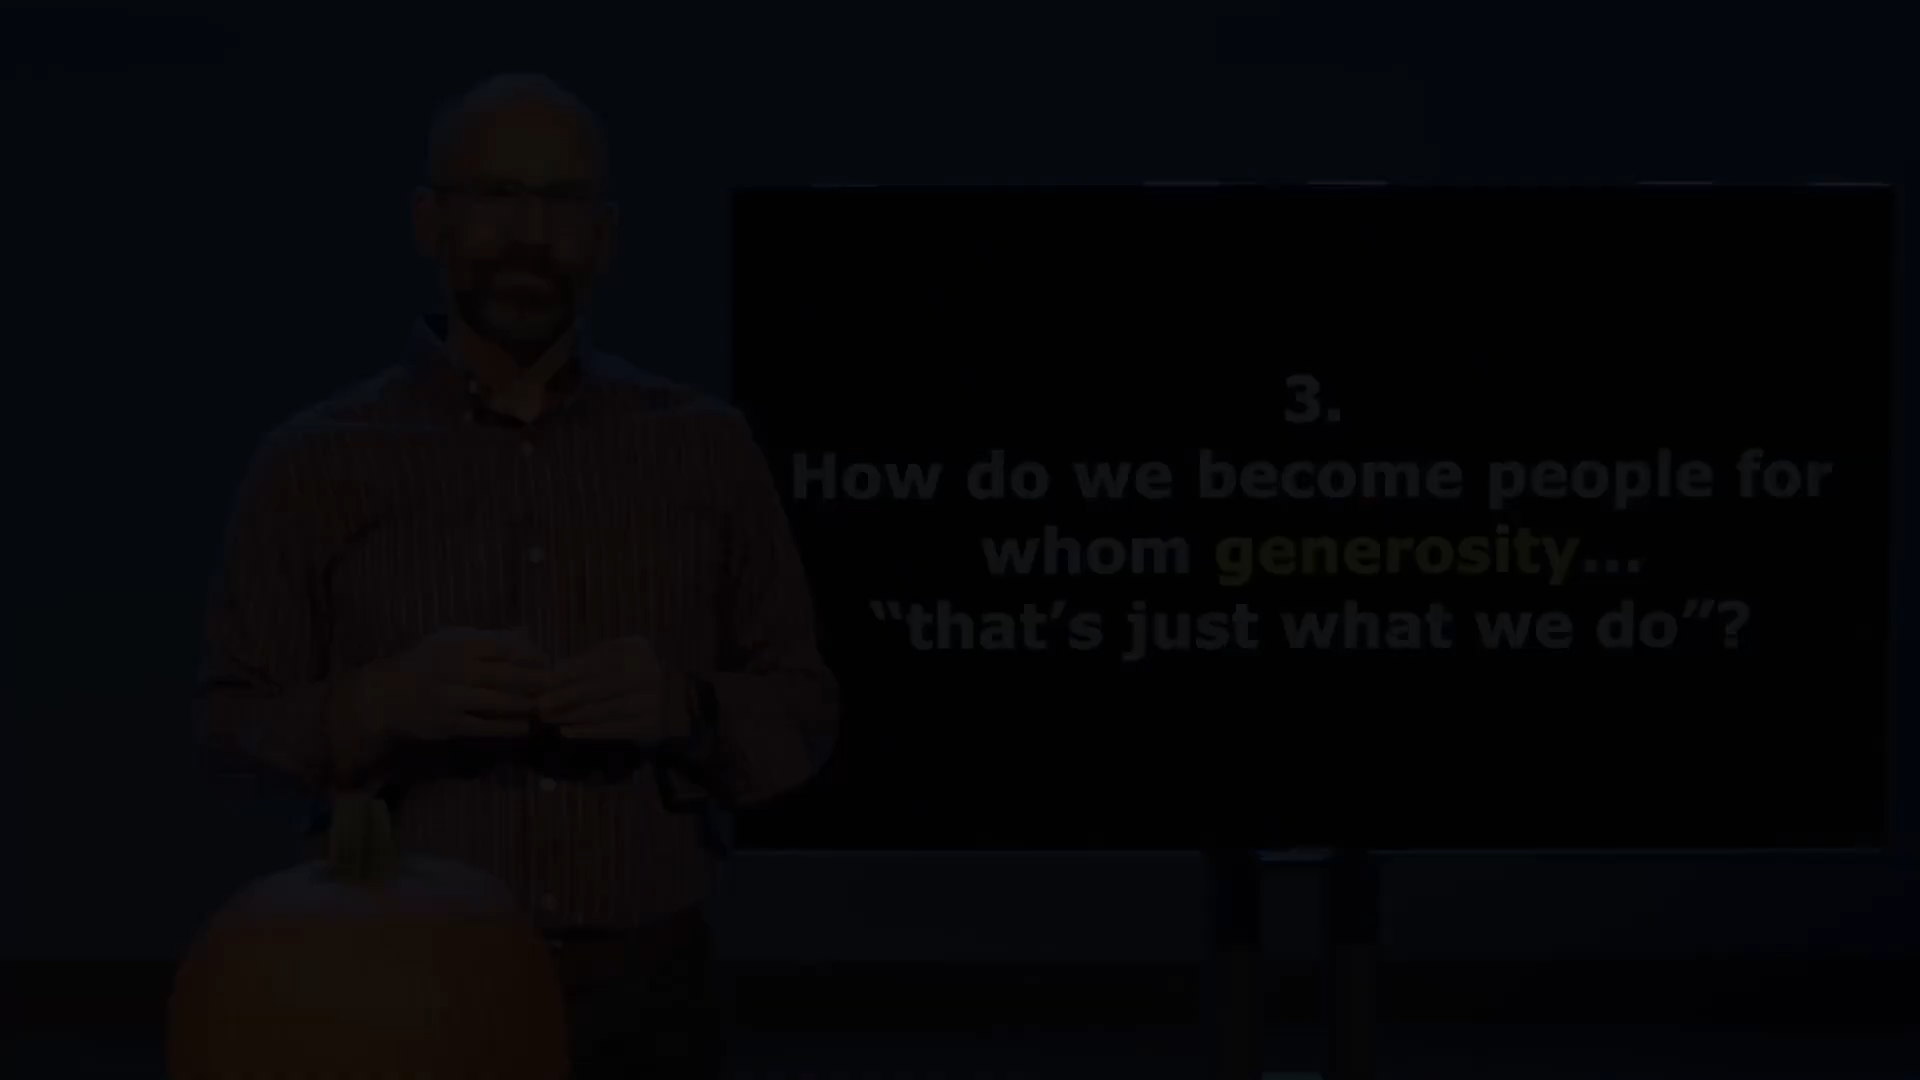 3.
How do we become people for
whom generosity...
“that’s just what we do”?